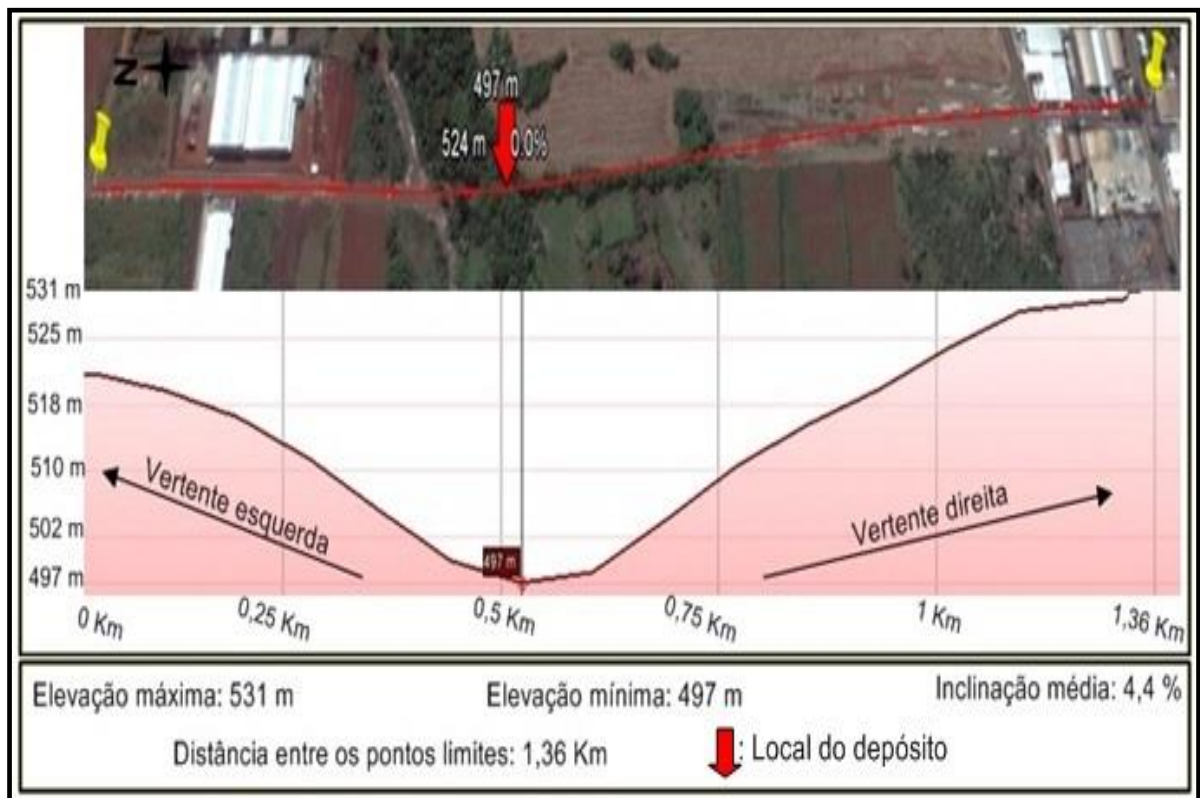 N
497 m
524 m 0.0%
531 m
525 m
518 m
510 m
502 m
497 m
Vertente esquerda
Vertente direita
497 m
0 Km
0,25 Km
0,5 Km
0,75 Km
1 Km
1,36 Km
Elevação máxima: 531 m
Elevação mínima: 497 m
Inclinação média: 4,4 %
Distância entre os pontos limites: 1,36 Km
: Local do depósito